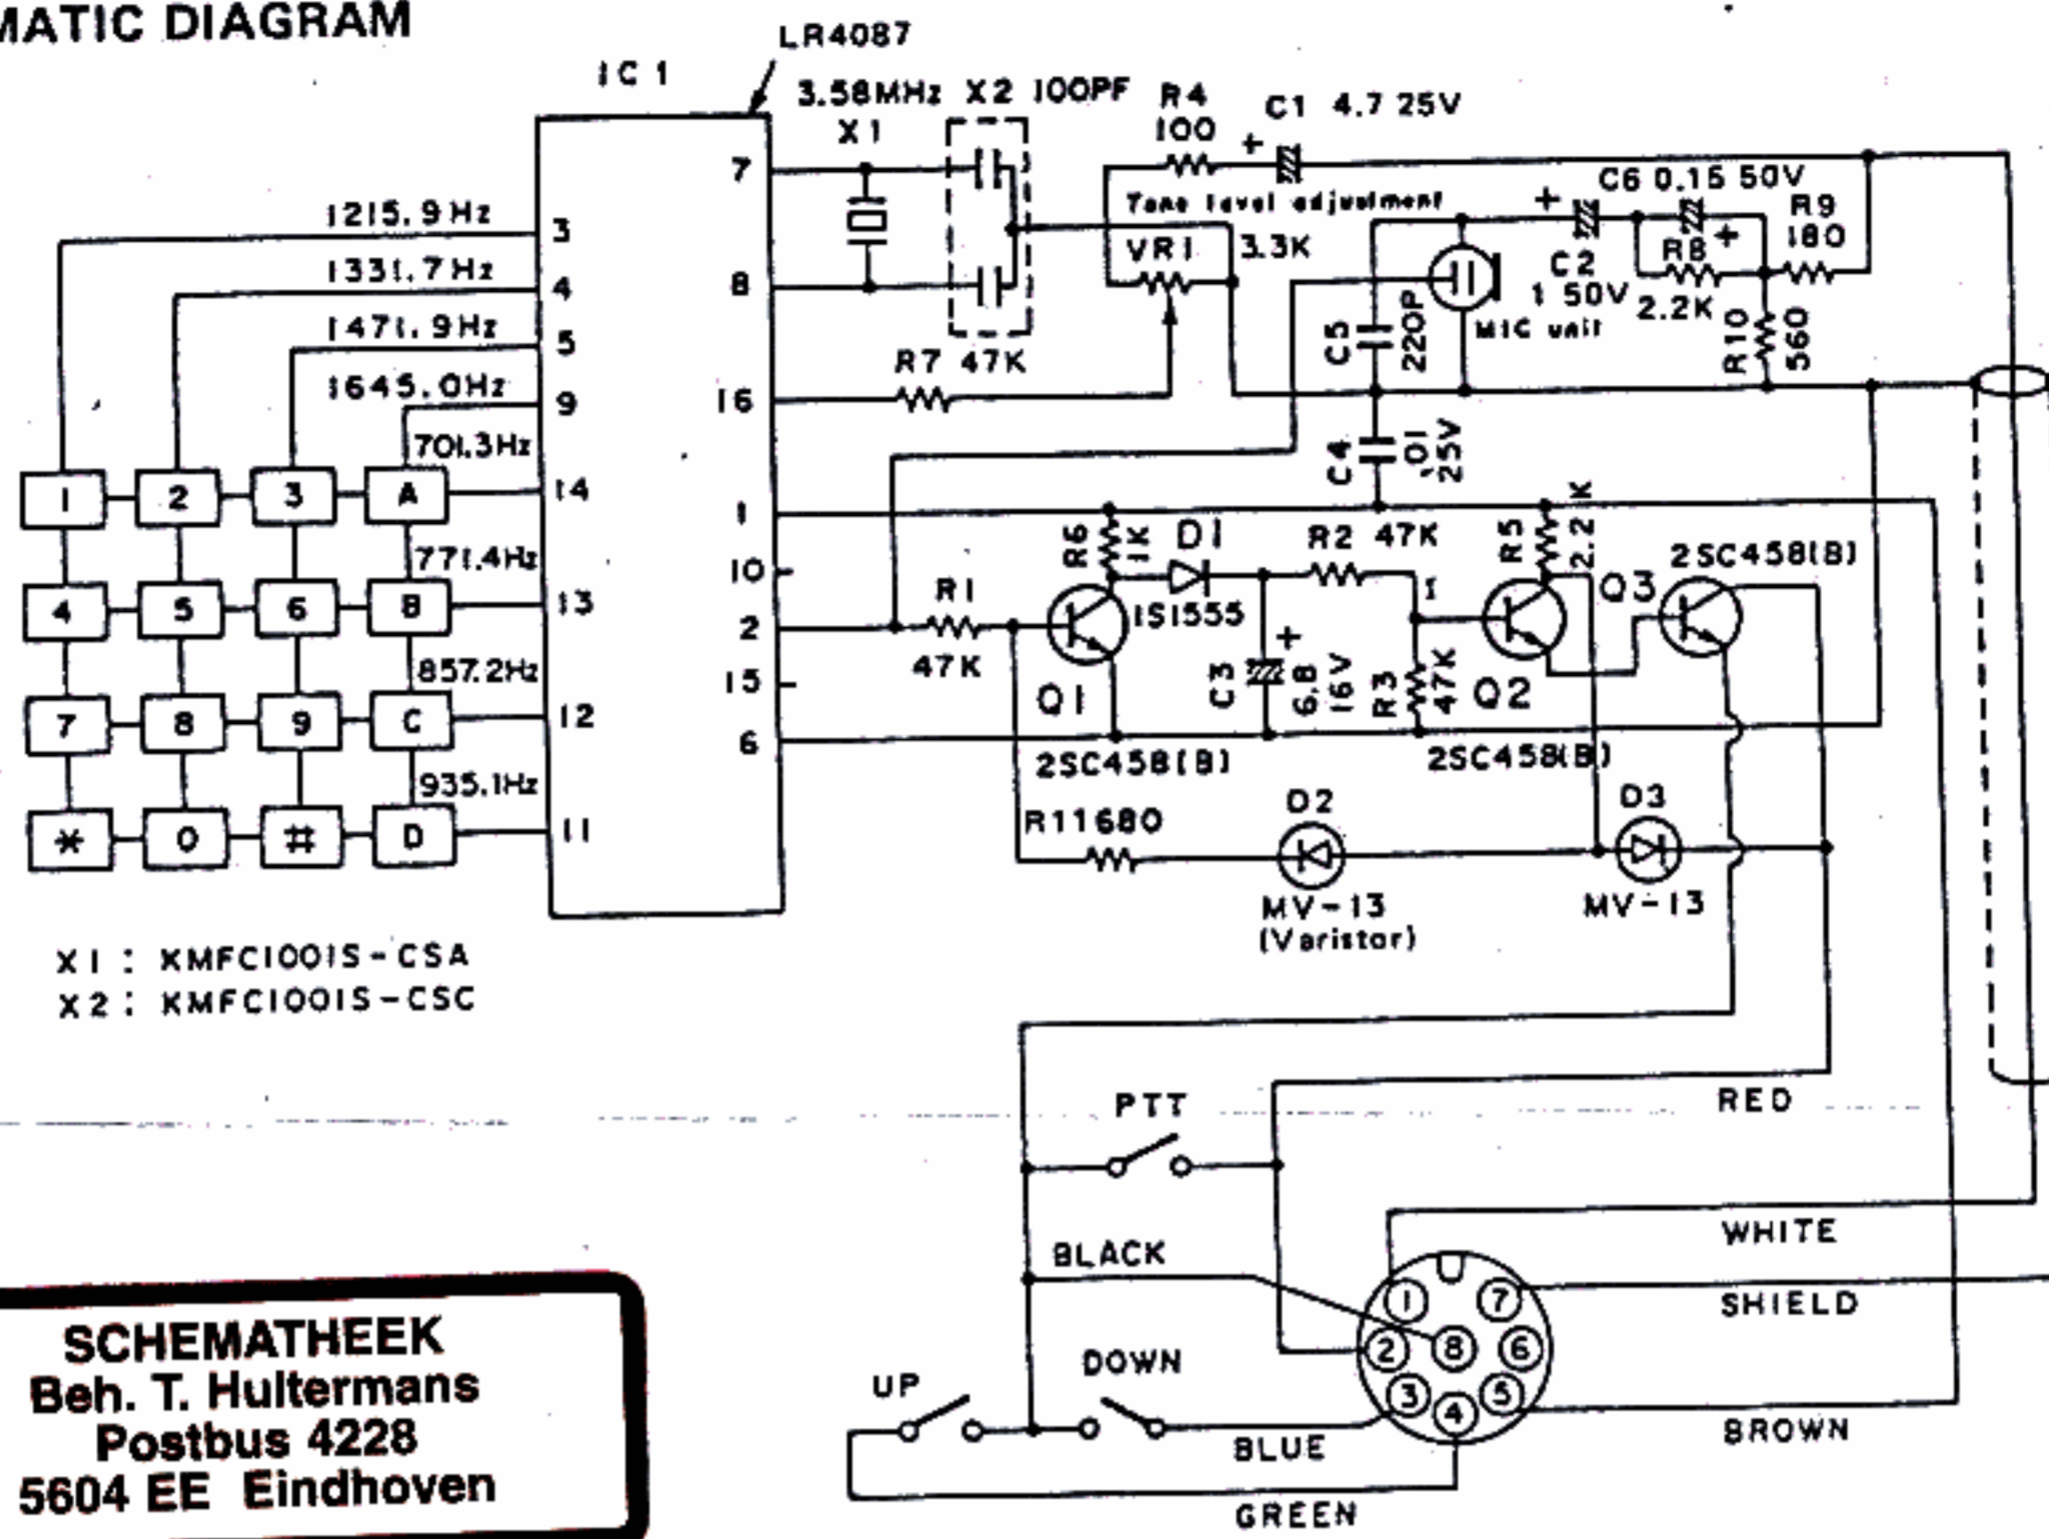 MATIC DIAGRAM
LR4087
IC 1
3.58MHz X2 100PF
X1
R4
100
C1 4.7 25V
+
Tone level adjustment
VR1
3.3K
C6 0.15 50V
+
R9
180
R8
+
2.2K
C2
1 50V
MIC unit
C5
220P
R10
560
R7 47K
C4
.01
25V
1215.9Hz
1331.7Hz
1471.9Hz
1645.0Hz
701.3Hz
771.4Hz
857.2Hz
935.1Hz
3
4
5
9
14
13
12
11
7
8
16
1
10
2
15
6
1 2 3 A
4 5 6 B
7 8 9 C
* 0 # D
R6
1K
D1
1S1555
R2 47K
R5
2.2 K
2SC458(B)
Q3
R1
47K
Q1
C3
+
6.8
16V
R3
47K
Q2
2SC458(B)
2SC458(B)
R11 680
D2
D3
MV-13
(Varistor)
MV-13
X1 : KMFC1001S-CSA
X2 : KMFC1001S-CSC
RED
PTT
WHITE
BLACK
SHIELD
1
7
2
8
6
3
4
5
UP
DOWN
BLUE
BROWN
GREEN
SCHEMATHEEK
Beh. T. Hultermans
Postbus 4228
5604 EE Eindhoven